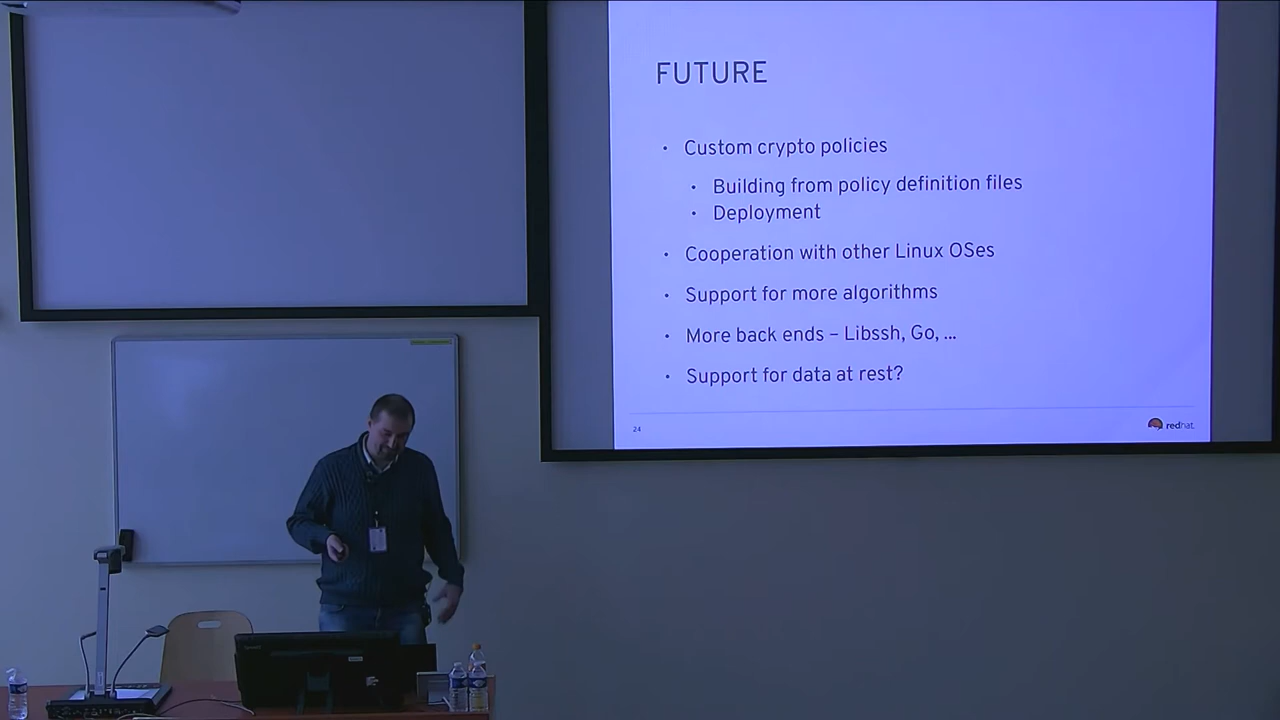 FUTURE
• Custom crypto policies
• Building from policy definition files
• Deployment
• Cooperation with other Linux OSes
• Support for more algorithms
• More back ends – Libssh, Go, ...
• Support for data at rest?
24
redhat.